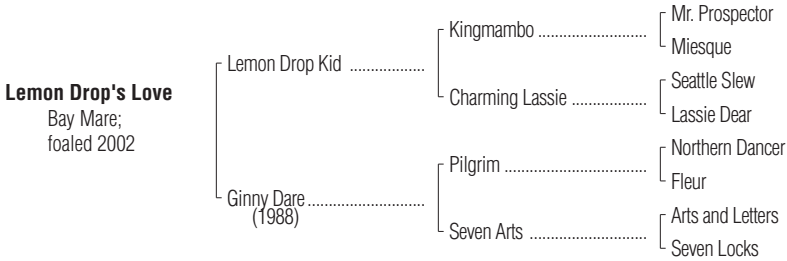 Mr. Prospector
Kingmambo ..........................
Miesque
Lemon Drop Kid ..................
Seattle Slew
Charming Lassie ..................
Lassie Dear
Lemon Drop's Love
Bay Mare;
foaled 2002
Northern Dancer
Pilgrim ..................................
Fleur
Ginny Dare............................
(1988)
Arts and Letters
Seven Arts ............................
Seven Locks